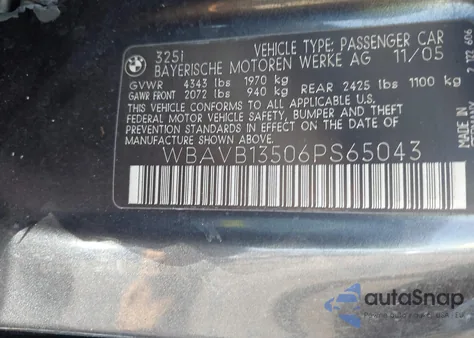 BMW
325i VEHICLE TYPE: PASSENGER CAR
BAYERISCHE MOTOREN WERKE AG 11/05
GVWR 4343 lbs 1970 kg
GAWR FRONT 2072 lbs 940 kg REAR 2425 lbs 1100 kg
THIS VEHICLE CONFORMS TO ALL APPLICABLE U.S.
FEDERAL MOTOR VEHICLE SAFETY, BUMPER AND THEFT
PREVENTION STANDARDS IN EFFECT ON THE DATE
OF MANUFACTURE SHOWN ABOVE.
WBAVB13506PS65043
MADE IN
GERMANY
autoSnap